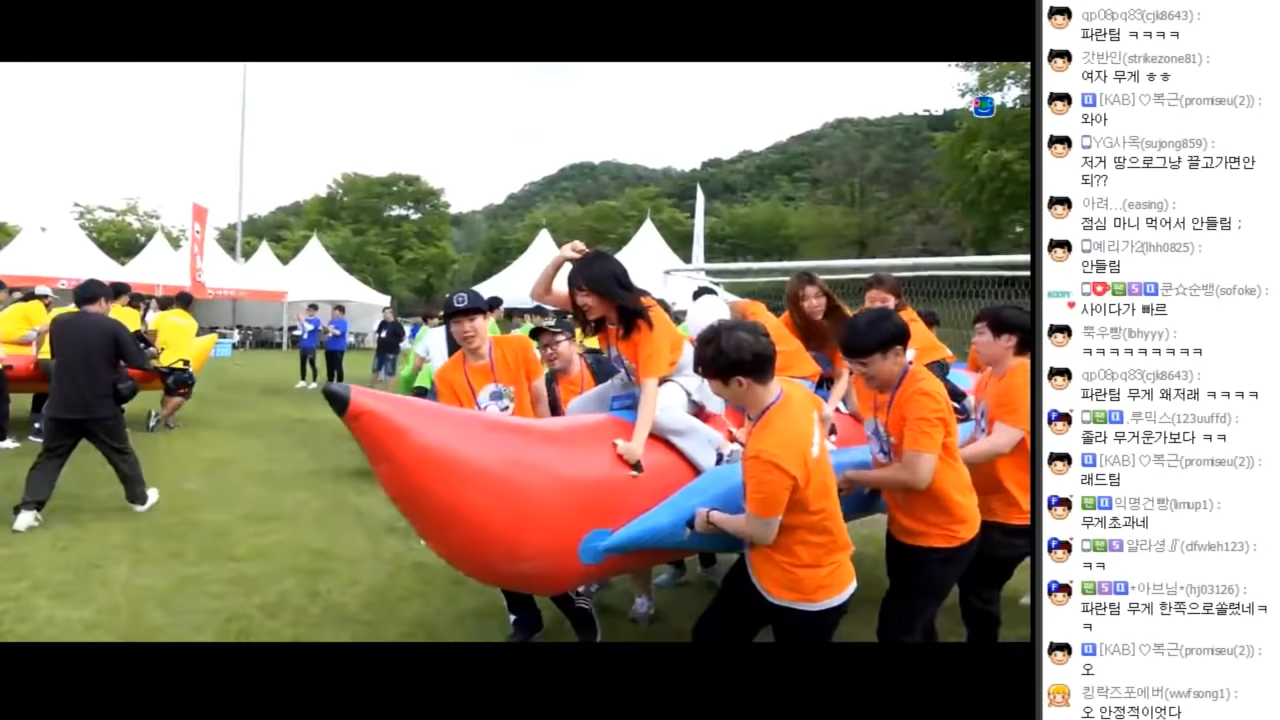 qp08pq83(cjk8643) :
파란팀 ㅋㅋㅋㅋ
갓반인(strikezone81) :
여자 무게 ㅎㅎ
[KAB] ♡복근(promiseu(2)) :
와아
YG사옥(sujong859) :
저거 땅으로그냥 끌고가면안
되??
아려...(easing) :
점심 마니 먹어서 안들림 ;
예리가2(lhh0825) :
안들림
팬 S 쿤☆순뱅(sofoke) :
사이다가 빠르
뿍우빵(lbhyyy) :
ㅋㅋㅋㅋㅋㅋㅋㅋㅋ
qp08pq83(cjk8643) :
파란팀 무게 왜저래 ㅋㅋㅋㅋ
팬 .루믹스(123uuffd) :
졸라 무거운가보다 ㅋㅋ
[KAB] ♡복근(promiseu(2)) :
래드팀
팬 익명건빵(limup1) :
무게초과네
팬 S 얄라셩∬(dfwleh123) :
ㅋㅋ
팬 S *아브님*(hj03126) :
파란팀 무게 한쪽으로쏠렸네ㅋ
ㅋ
[KAB] ♡복근(promiseu(2)) :
오
킹락즈포에버(wwfsong1) :
오 안정적이엇다